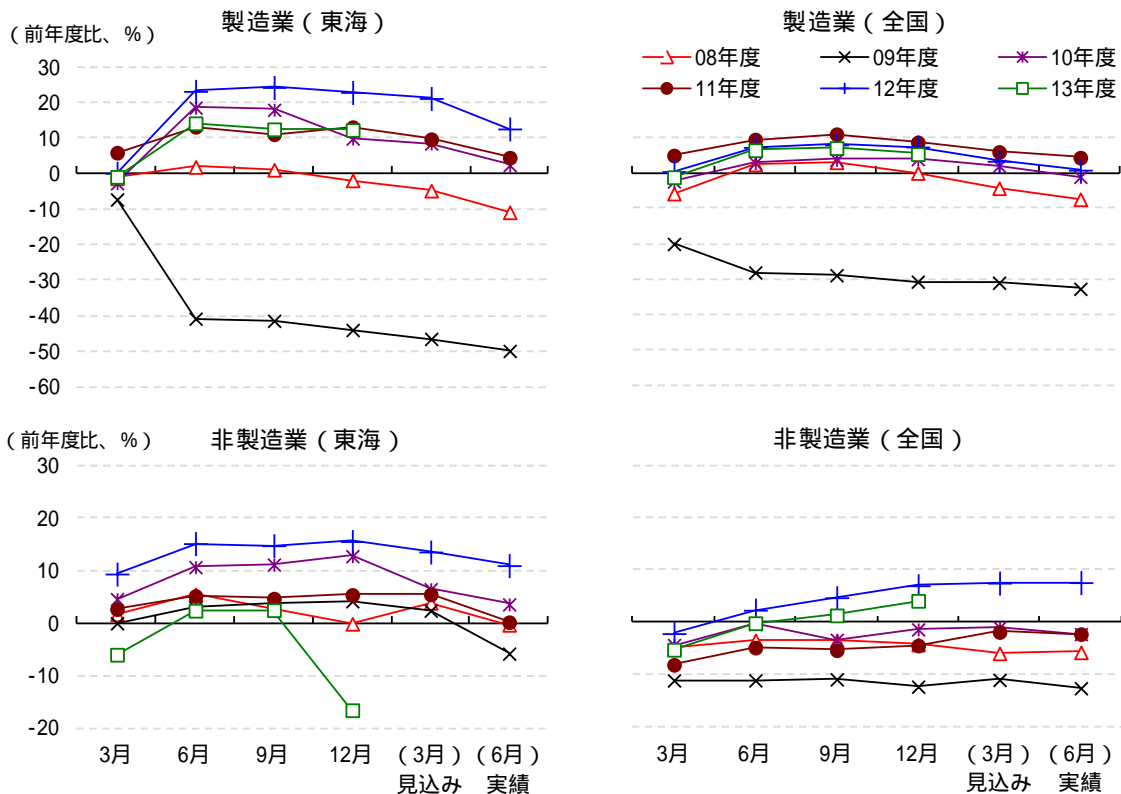 製造業（東海）
製造業（全国）
（前年度比、％）
08年度
09年度
10年度
11年度
12年度
13年度
30
20
10
0
-10
-20
-30
-40
-50
-60
（前年度比、％）
非製造業（東海）
非製造業（全国）
30
20
10
0
-10
-20
3月
6月
9月
12月
（3月）
見込み
（6月）
実績
3月
6月
9月
12月
（3月）
見込み
（6月）
実績